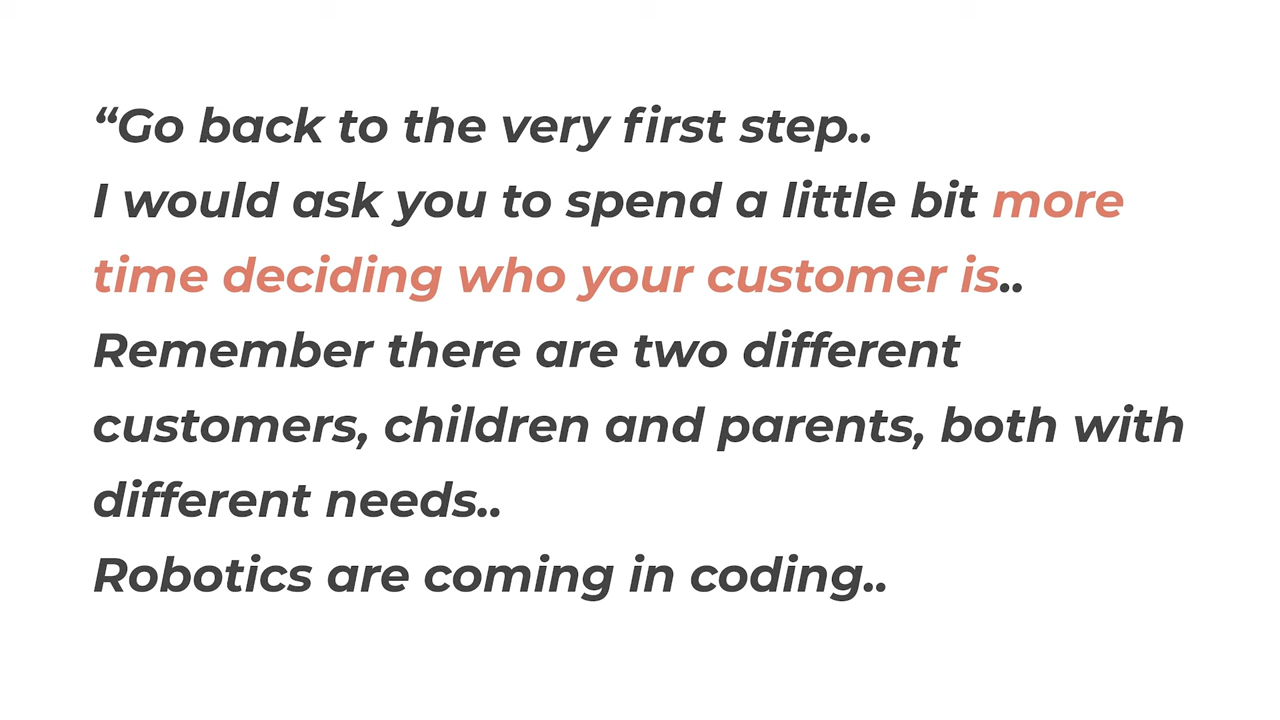 “Go back to the very first step..
I would ask you to spend a little bit more
time deciding who your customer is..
Remember there are two different
customers, children and parents, both with
different needs..
Robotics are coming in coding..